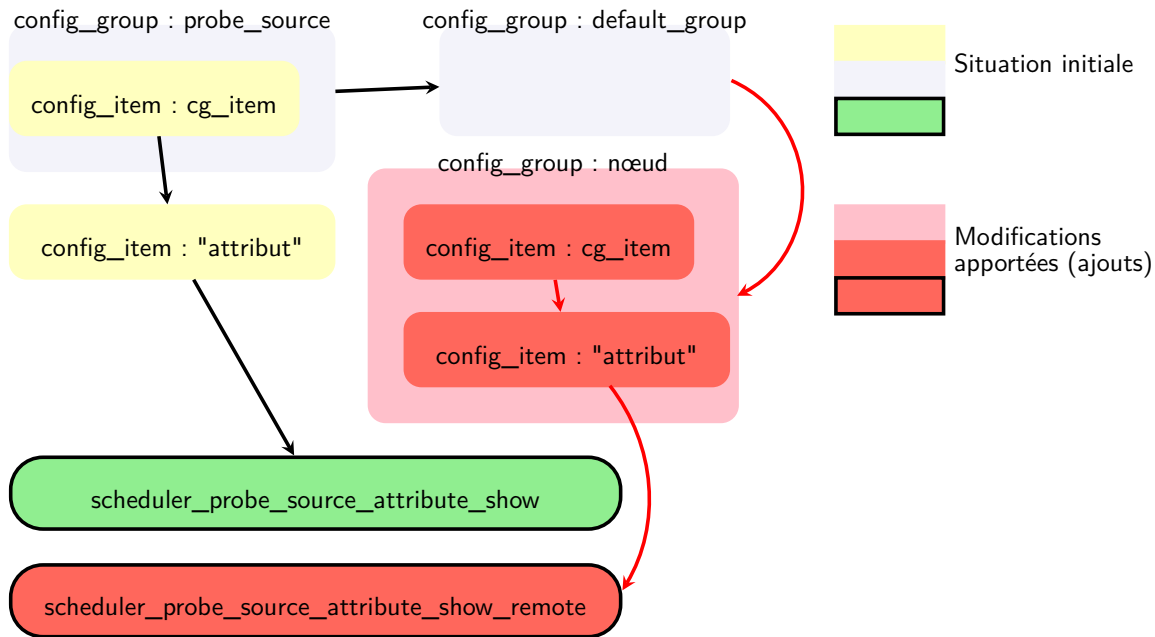 config_group : probe_source
config_group : default_group
config_item : cg_item
Situation initiale
config_group : nœud
config_item : "attribut"
config_item : cg_item
Modifications
apportées (ajouts)
config_item : "attribut"
scheduler_probe_source_attribute_show
scheduler_probe_source_attribute_show_remote